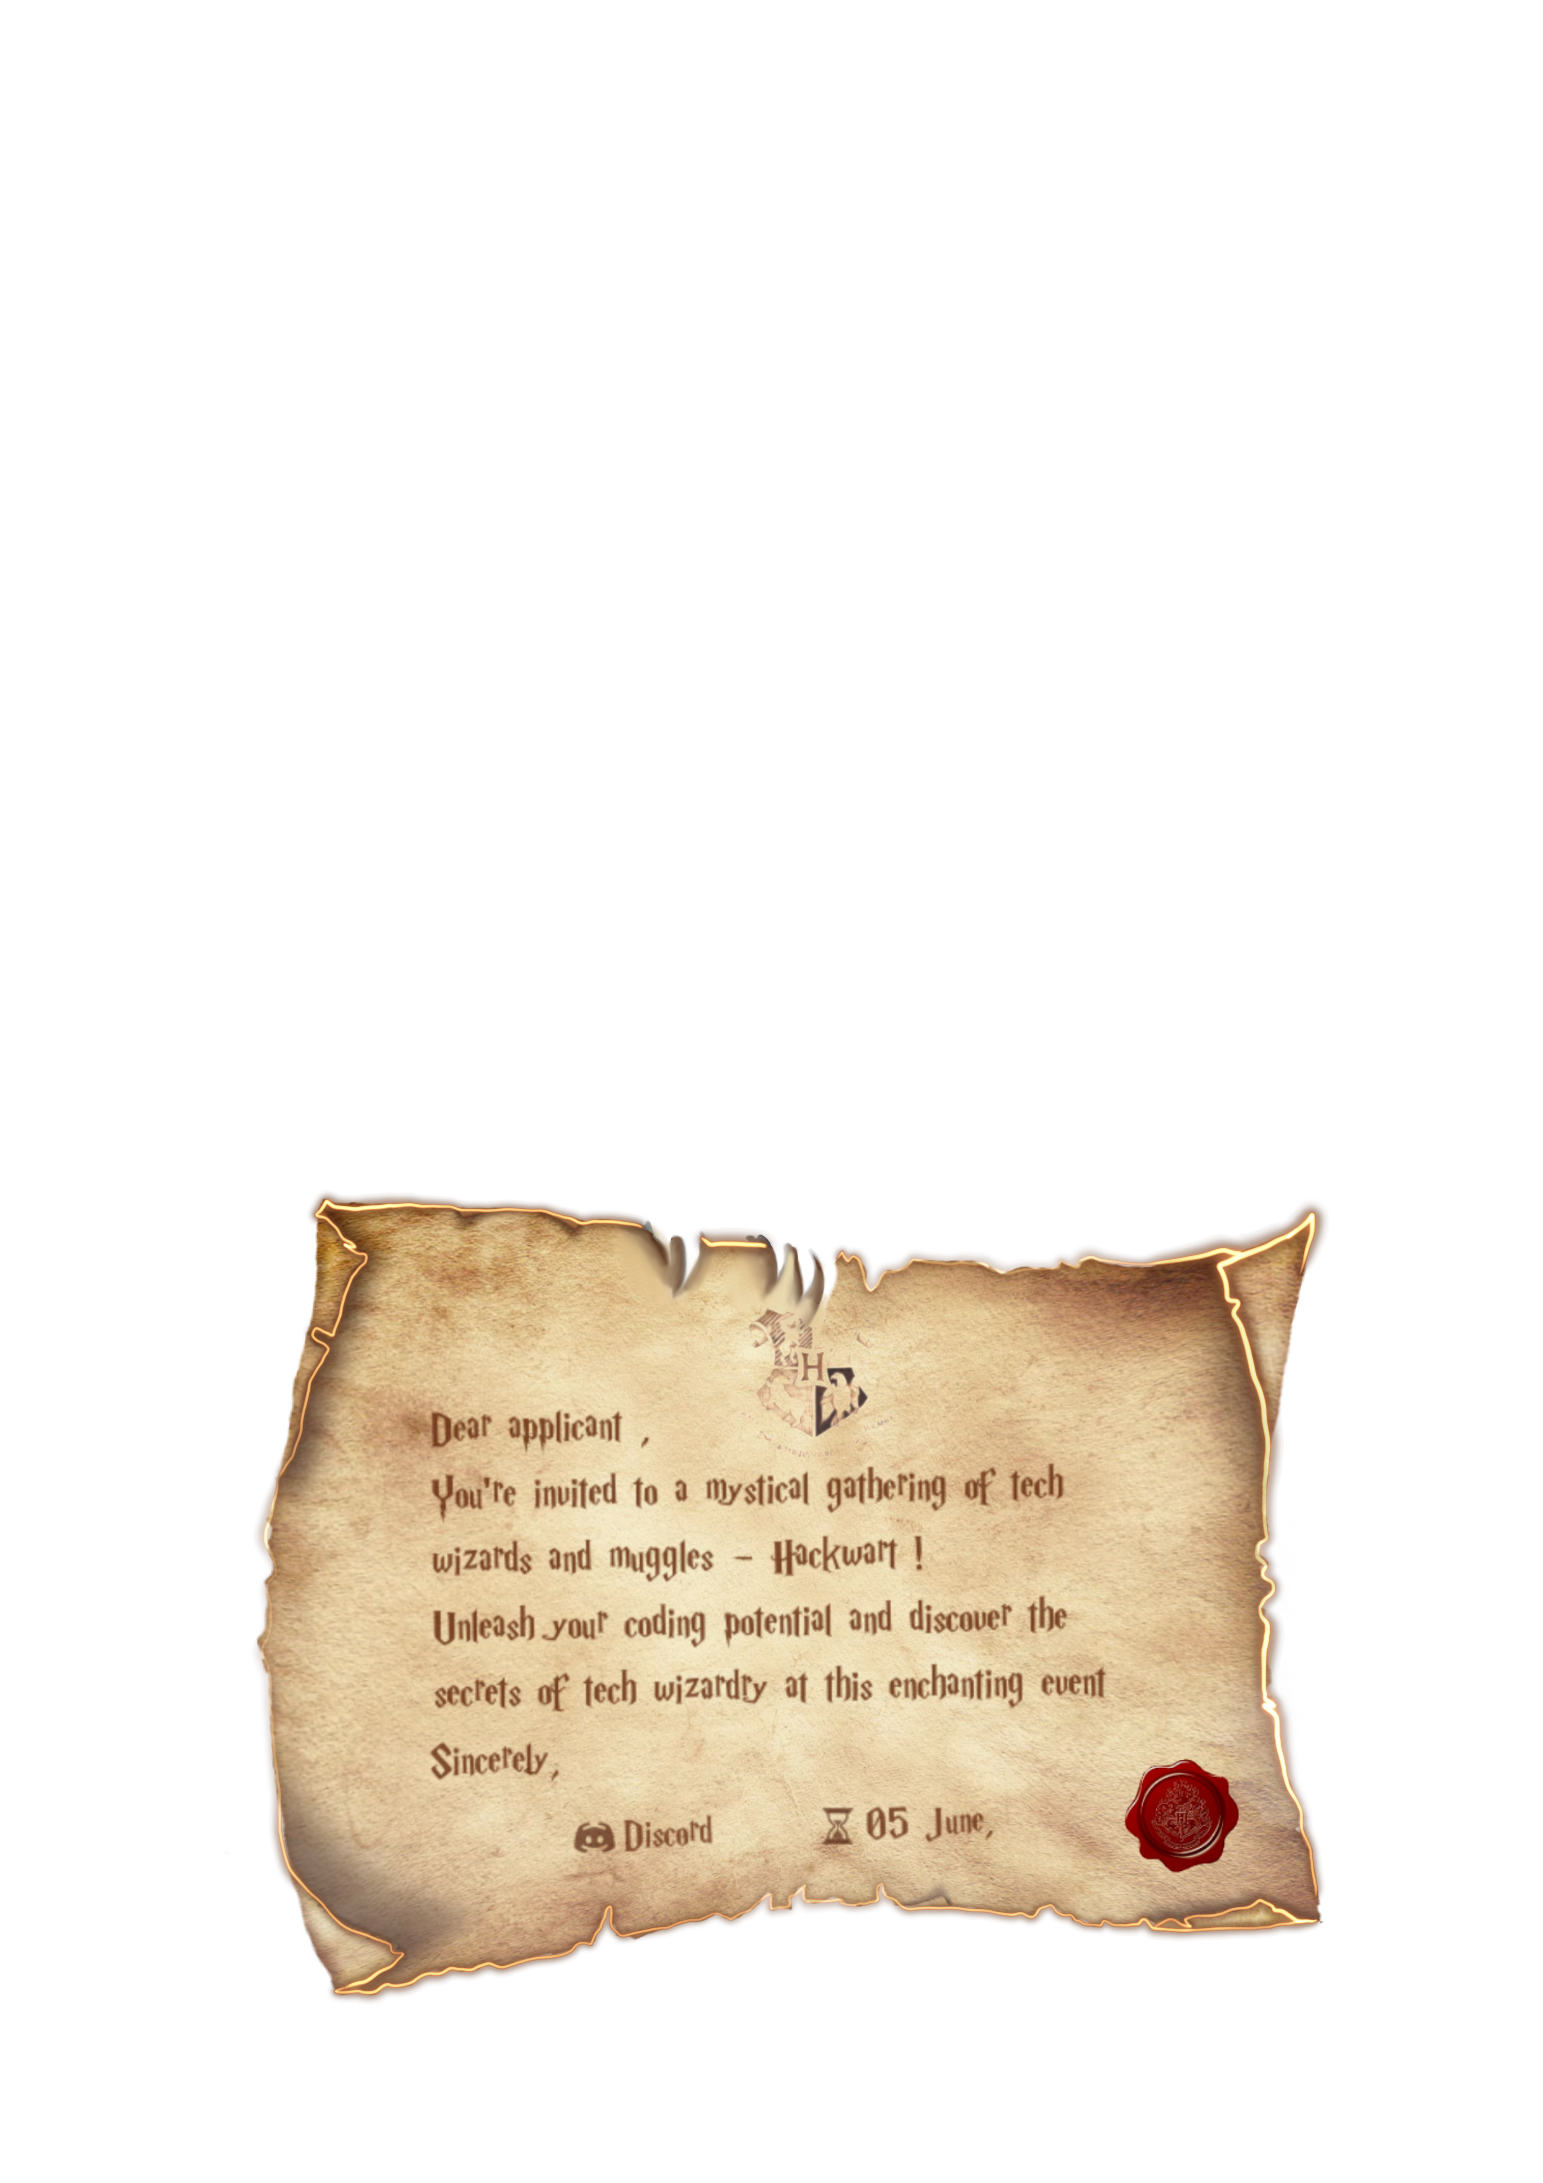 H
Dear applicant ,
You're invited to a mystical gathering of tech
wizards and muggles - Hackwart !
Unleash your coding potential and discover the
secrets of tech wizardry at this enchanting event
Sincerely,
Discord 05 June,